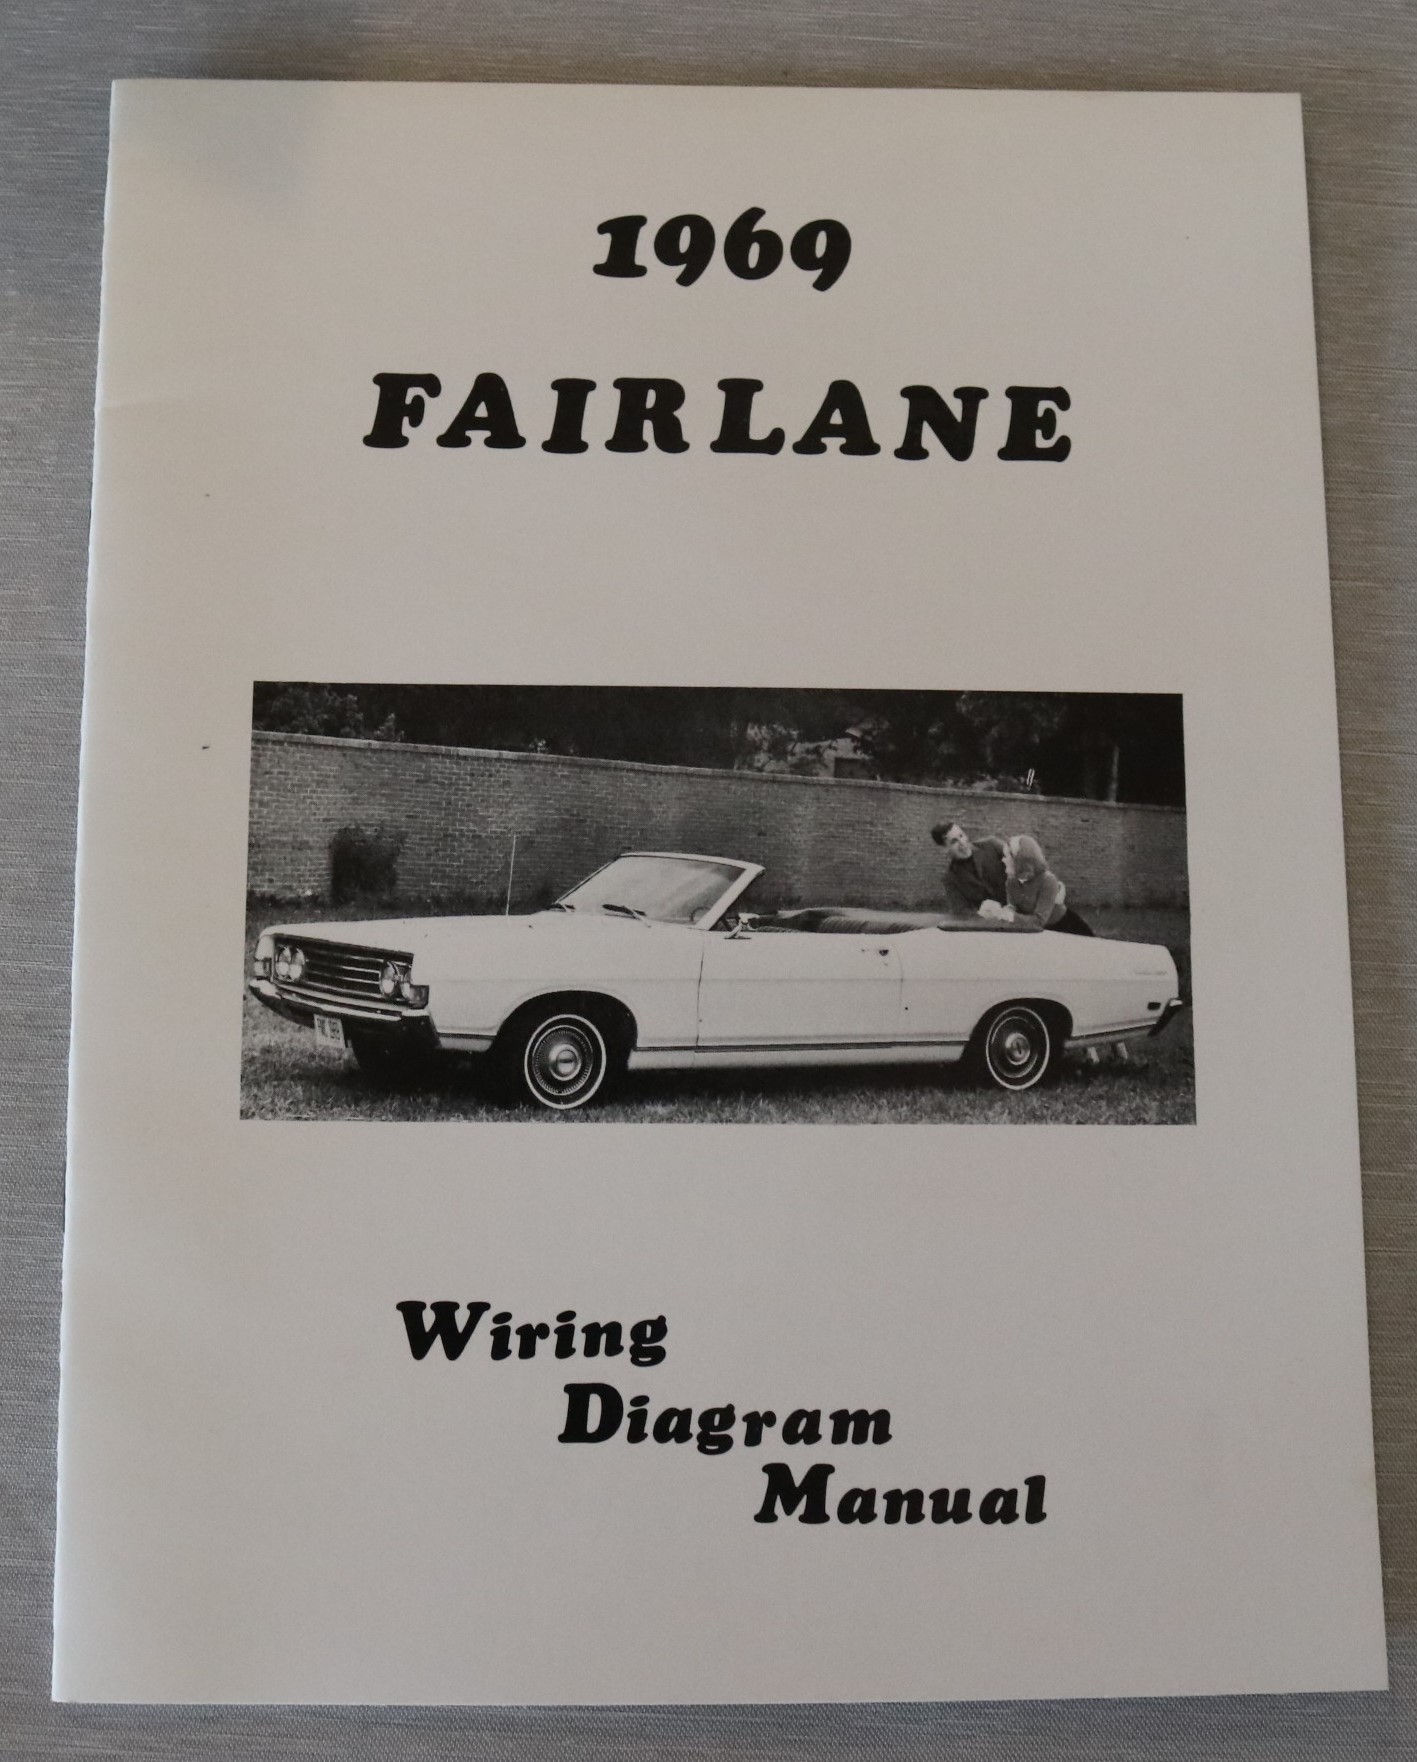 1969
FAIRLANE
Wiring
Diagram
Manual